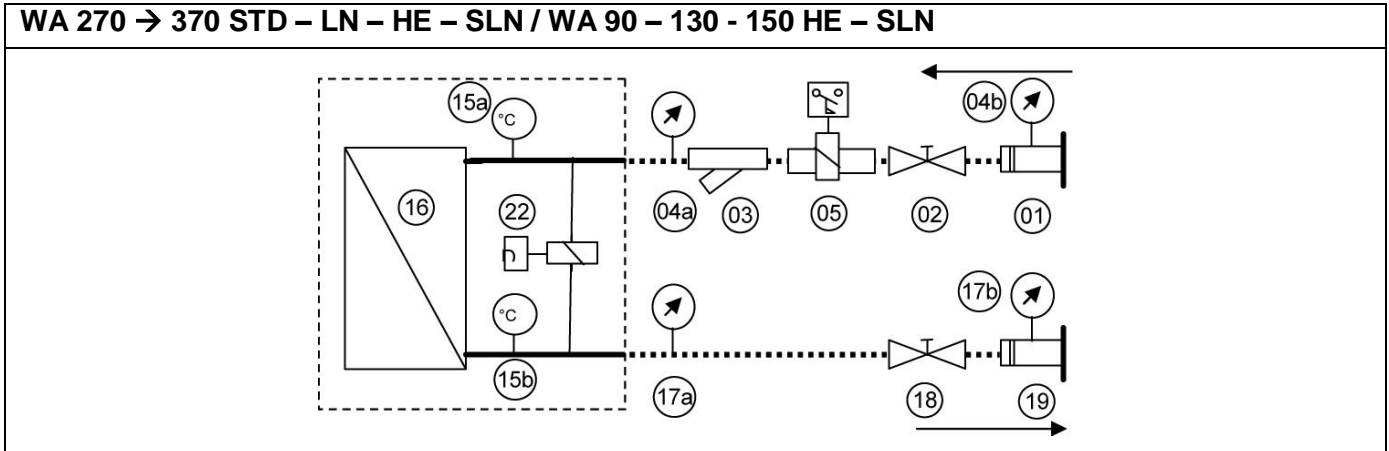 WA 270 → 370 STD – LN – HE – SLN / WA 90 – 130 - 150 HE – SLN
15a
04b
°C
16
22
04a
03
05
02
01
17b
°C
15b
17a
18
19